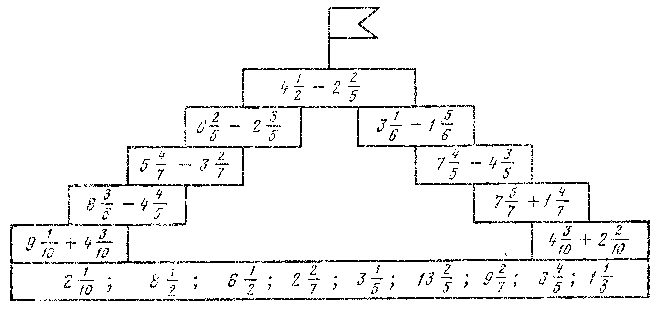 4 1/2 − 2 2/5
6 2/5 − 2 3/5 3 1/6 − 1 5/6
5 4/7 − 3 2/7 7 4/5 − 4 3/5
8 3/5 − 4 4/5 7 5/7 + 1 4/7
9 1/10 + 4 3/10 4 3/10 + 2 2/10
2 1/10 ; 8 1/2 ; 6 1/2 ; 2 2/7 ; 3 1/5 ; 13 2/5 ; 9 2/7 ; 3 4/5 ; 1 1/3